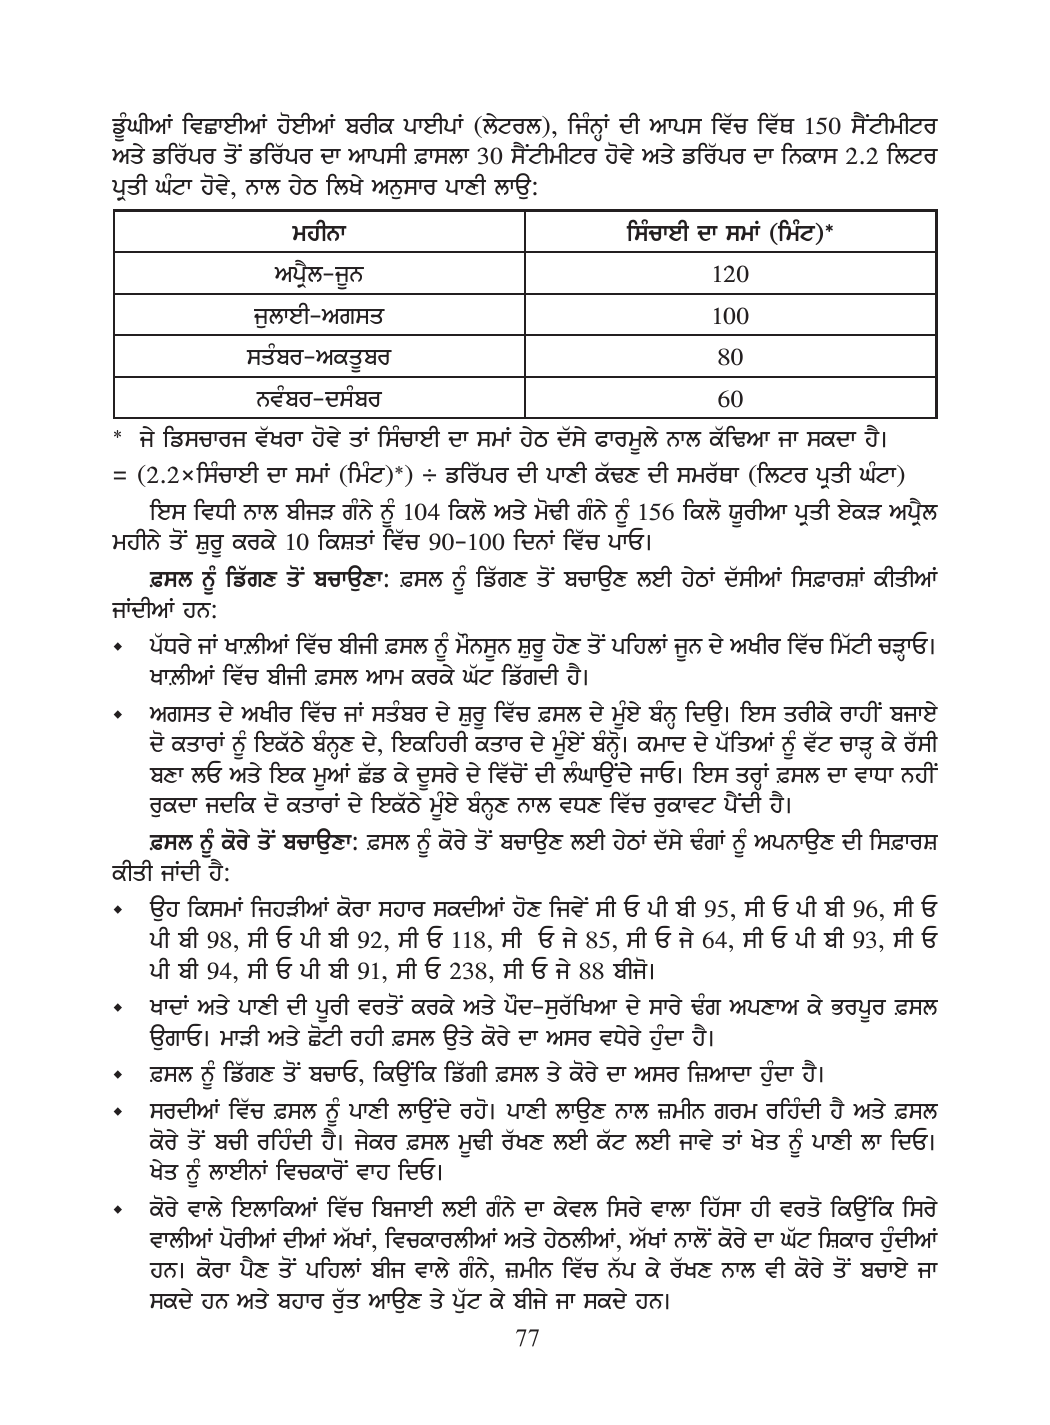 ਡੂੰਘੀਆਂ ਵਿਛਾਈਆਂ ਹੋਈਆਂ ਬਰੀਕ ਪਾਈਪਾਂ (ਲੇਟਰਲ), ਜਿੰਨ੍ਹਾਂ ਦੀ ਆਪਸ ਵਿੱਚ ਵਿੱਥ 150 ਸੈਂਟੀਮੀਟਰ
ਅਤੇ ਡਰਿੱਪਰ ਤੋਂ ਡਰਿੱਪਰ ਦਾ ਆਪਸੀ ਫ਼ਾਸਲਾ 30 ਸੈਂਟੀਮੀਟਰ ਹੋਵੇ ਅਤੇ ਡਰਿੱਪਰ ਦਾ ਨਿਕਾਸ 2.2 ਲਿਟਰ
ਪ੍ਰਤੀ ਘੰਟਾ ਹੋਵੇ, ਨਾਲ ਹੇਠ ਲਿਖੇ ਅਨੁਸਾਰ ਪਾਣੀ ਲਾਉ:
ਮਹੀਨਾ ਸਿੰਚਾਈ ਦਾ ਸਮਾਂ (ਮਿੰਟ)*
ਅਪ੍ਰੈਲ-ਜੂਨ 120
ਜੁਲਾਈ-ਅਗਸਤ 100
ਸਤੰਬਰ-ਅਕਤੂਬਰ 80
ਨਵੰਬਰ-ਦਸੰਬਰ 60
* ਜੇ ਡਿਸਚਾਰਜ ਵੱਖਰਾ ਹੋਵੇ ਤਾਂ ਸਿੰਚਾਈ ਦਾ ਸਮਾਂ ਹੇਠ ਦੱਸੇ ਫਾਰਮੂਲੇ ਨਾਲ ਕੱਢਿਆ ਜਾ ਸਕਦਾ ਹੈ।
= (2.2×ਸਿੰਚਾਈ ਦਾ ਸਮਾਂ (ਮਿੰਟ)*) ÷ ਡਰਿੱਪਰ ਦੀ ਪਾਣੀ ਕੱਢਣ ਦੀ ਸਮਰੱਥਾ (ਲਿਟਰ ਪ੍ਰਤੀ ਘੰਟਾ)
ਇਸ ਵਿਧੀ ਨਾਲ ਬੀਜੜ ਗੰਨੇ ਨੂੰ 104 ਕਿਲੋ ਅਤੇ ਮੋਢੀ ਗੰਨੇ ਨੂੰ 156 ਕਿਲੋ ਯੂਰੀਆ ਪ੍ਰਤੀ ਏਕੜ ਅਪ੍ਰੈਲ
ਮਹੀਨੇ ਤੋਂ ਸ਼ੁਰੂ ਕਰਕੇ 10 ਕਿਸ਼ਤਾਂ ਵਿੱਚ 90-100 ਦਿਨਾਂ ਵਿੱਚ ਪਾਓ।
ਫ਼ਸਲ ਨੂੰ ਡਿੱਗਣ ਤੋਂ ਬਚਾਉਣਾ: ਫ਼ਸਲ ਨੂੰ ਡਿੱਗਣ ਤੋਂ ਬਚਾਉਣ ਲਈ ਹੇਠਾਂ ਦੱਸੀਆਂ ਸਿਫ਼ਾਰਸ਼ਾਂ ਕੀਤੀਆਂ
ਜਾਂਦੀਆਂ ਹਨ:
⬩ ਪੱਧਰੇ ਜਾਂ ਖਾਲ਼ੀਆਂ ਵਿੱਚ ਬੀਜੀ ਫ਼ਸਲ ਨੂੰ ਮੌਨਸੂਨ ਸ਼ੁਰੂ ਹੋਣ ਤੋਂ ਪਹਿਲਾਂ ਜੂਨ ਦੇ ਅਖੀਰ ਵਿੱਚ ਮਿੱਟੀ ਚੜ੍ਹਾਓ।
ਖਾਲ਼ੀਆਂ ਵਿੱਚ ਬੀਜੀ ਫ਼ਸਲ ਆਮ ਕਰਕੇ ਘੱਟ ਡਿੱਗਦੀ ਹੈ।
⬩ ਅਗਸਤ ਦੇ ਅਖੀਰ ਵਿੱਚ ਜਾਂ ਸਤੰਬਰ ਦੇ ਸ਼ੁਰੂ ਵਿੱਚ ਫ਼ਸਲ ਦੇ ਮੂੰਏ ਬੰਨ੍ਹ ਦਿਉ। ਇਸ ਤਰੀਕੇ ਰਾਹੀਂ ਬਜਾਏ
ਦੋ ਕਤਾਰਾਂ ਨੂੰ ਇਕੱਠੇ ਬੰਨ੍ਹਣ ਦੇ, ਇਕਹਿਰੀ ਕਤਾਰ ਦੇ ਮੂੰਏਂ ਬੰਨ੍ਹੋ। ਕਮਾਦ ਦੇ ਪੱਤਿਆਂ ਨੂੰ ਵੱਟ ਚਾੜ੍ਹ ਕੇ ਰੱਸੀ
ਬਣਾ ਲਓ ਅਤੇ ਇਕ ਮੂਆਂ ਛੱਡ ਕੇ ਦੂਸਰੇ ਦੇ ਵਿੱਚੋਂ ਦੀ ਲੰਘਾਉਂਦੇ ਜਾਓ। ਇਸ ਤਰ੍ਹਾਂ ਫ਼ਸਲ ਦਾ ਵਾਧਾ ਨਹੀਂ
ਰੁਕਦਾ ਜਦਕਿ ਦੋ ਕਤਾਰਾਂ ਦੇ ਇਕੱਠੇ ਮੂੰਏ ਬੰਨ੍ਹਣ ਨਾਲ ਵਧਣ ਵਿੱਚ ਰੁਕਾਵਟ ਪੈਂਦੀ ਹੈ।
ਫ਼ਸਲ ਨੂੰ ਕੋਰੇ ਤੋਂ ਬਚਾਉਣਾ: ਫ਼ਸਲ ਨੂੰ ਕੋਰੇ ਤੋਂ ਬਚਾਉਣ ਲਈ ਹੇਠਾਂ ਦੱਸੇ ਢੰਗਾਂ ਨੂੰ ਅਪਨਾਉਣ ਦੀ ਸਿਫ਼ਾਰਸ਼
ਕੀਤੀ ਜਾਂਦੀ ਹੈ:
⬩ ਉਹ ਕਿਸਮਾਂ ਜਿਹੜੀਆਂ ਕੋਰਾ ਸਹਾਰ ਸਕਦੀਆਂ ਹੋਣ ਜਿਵੇਂ ਸੀ ਓ ਪੀ ਬੀ 95, ਸੀ ਓ ਪੀ ਬੀ 96, ਸੀ ਓ
ਪੀ ਬੀ 98, ਸੀ ਓ ਪੀ ਬੀ 92, ਸੀ ਓ 118, ਸੀ ਓ ਜੇ 85, ਸੀ ਓ ਜੇ 64, ਸੀ ਓ ਪੀ ਬੀ 93, ਸੀ ਓ
ਪੀ ਬੀ 94, ਸੀ ਓ ਪੀ ਬੀ 91, ਸੀ ਓ 238, ਸੀ ਓ ਜੇ 88 ਬੀਜੋ।
⬩ ਖਾਦਾਂ ਅਤੇ ਪਾਣੀ ਦੀ ਪੂਰੀ ਵਰਤੋਂ ਕਰਕੇ ਅਤੇ ਪੌਦ-ਸੁਰੱਖਿਆ ਦੇ ਸਾਰੇ ਢੰਗ ਅਪਣਾਅ ਕੇ ਭਰਪੂਰ ਫ਼ਸਲ
ਉਗਾਓ। ਮਾੜੀ ਅਤੇ ਛੋਟੀ ਰਹੀ ਫ਼ਸਲ ਉਤੇ ਕੋਰੇ ਦਾ ਅਸਰ ਵਧੇਰੇ ਹੁੰਦਾ ਹੈ।
⬩ ਫ਼ਸਲ ਨੂੰ ਡਿੱਗਣ ਤੋਂ ਬਚਾਓ, ਕਿਉਂਕਿ ਡਿੱਗੀ ਫ਼ਸਲ ਤੇ ਕੋਰੇ ਦਾ ਅਸਰ ਜ਼ਿਆਦਾ ਹੁੰਦਾ ਹੈ।
⬩ ਸਰਦੀਆਂ ਵਿੱਚ ਫ਼ਸਲ ਨੂੰ ਪਾਣੀ ਲਾਉਂਦੇ ਰਹੋ। ਪਾਣੀ ਲਾਉਣ ਨਾਲ ਜ਼ਮੀਨ ਗਰਮ ਰਹਿੰਦੀ ਹੈ ਅਤੇ ਫ਼ਸਲ
ਕੋਰੇ ਤੋਂ ਬਚੀ ਰਹਿੰਦੀ ਹੈ। ਜੇਕਰ ਫ਼ਸਲ ਮੂਢੀ ਰੱਖਣ ਲਈ ਕੱਟ ਲਈ ਜਾਵੇ ਤਾਂ ਖੇਤ ਨੂੰ ਪਾਣੀ ਲਾ ਦਿਓ।
ਖੇਤ ਨੂੰ ਲਾਈਨਾਂ ਵਿਚਕਾਰੋਂ ਵਾਹ ਦਿਓ।
⬩ ਕੋਰੇ ਵਾਲੇ ਇਲਾਕਿਆਂ ਵਿੱਚ ਬਿਜਾਈ ਲਈ ਗੰਨੇ ਦਾ ਕੇਵਲ ਸਿਰੇ ਵਾਲਾ ਹਿੱਸਾ ਹੀ ਵਰਤੋ ਕਿਉਂਕਿ ਸਿਰੇ
ਵਾਲੀਆਂ ਪੋਰੀਆਂ ਦੀਆਂ ਅੱਖਾਂ, ਵਿਚਕਾਰਲੀਆਂ ਅਤੇ ਹੇਠਲੀਆਂ, ਅੱਖਾਂ ਨਾਲੋਂ ਕੋਰੇ ਦਾ ਘੱਟ ਸ਼ਿਕਾਰ ਹੁੰਦੀਆਂ
ਹਨ। ਕੋਰਾ ਪੈਣ ਤੋਂ ਪਹਿਲਾਂ ਬੀਜ ਵਾਲੇ ਗੰਨੇ, ਜ਼ਮੀਨ ਵਿੱਚ ਨੱਪ ਕੇ ਰੱਖਣ ਨਾਲ ਵੀ ਕੋਰੇ ਤੋਂ ਬਚਾਏ ਜਾ
ਸਕਦੇ ਹਨ ਅਤੇ ਬਹਾਰ ਰੁੱਤ ਆਉਣ ਤੇ ਪੁੱਟ ਕੇ ਬੀਜੇ ਜਾ ਸਕਦੇ ਹਨ।
77